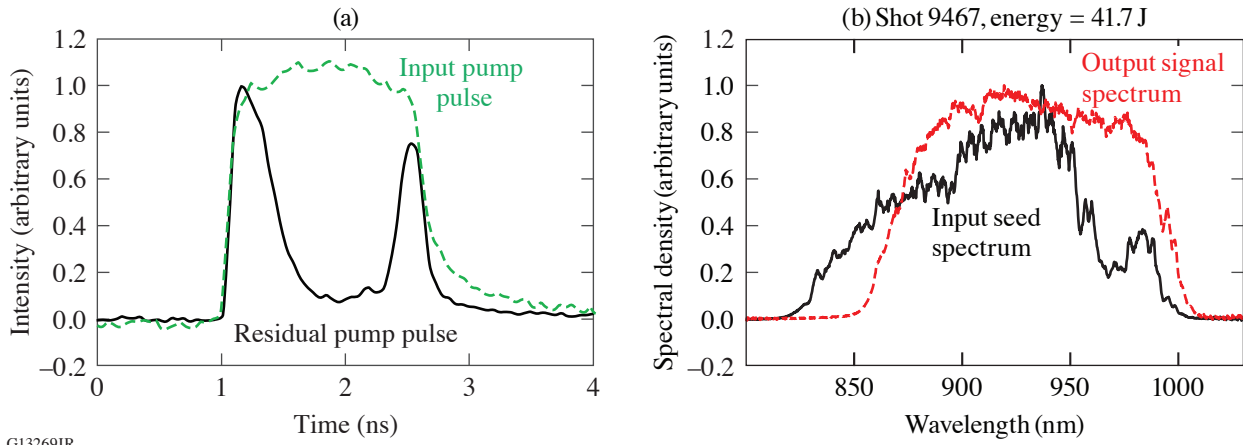 (a)
1.2
1.0
0.8
0.6
0.4
0.2
0.0
–0.2
Intensity (arbitrary units)
Input pump
pulse
Residual pump pulse
0
1
2
3
4
Time (ns)
(b) Shot 9467, energy = 41.7 J
1.2
1.0
0.8
0.6
0.4
0.2
0.0
–0.2
Spectral density (arbitrary units)
Output signal
spectrum
Input seed
spectrum
850
900
950
1000
Wavelength (nm)
G13269JR